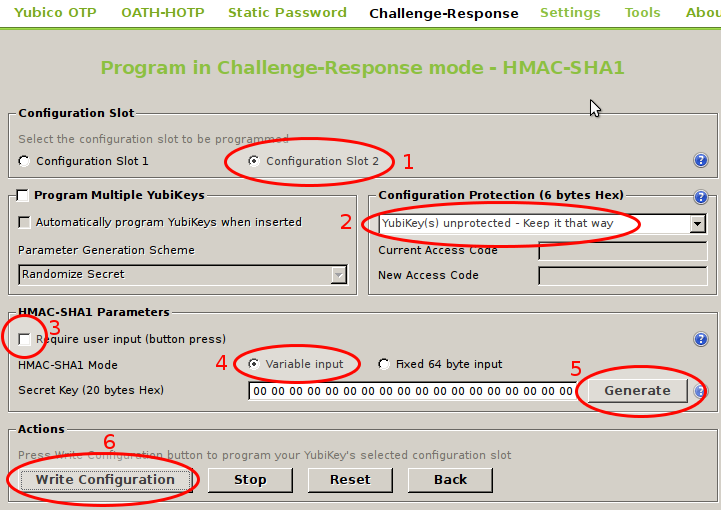 Yubico OTP OATH-HOTP Static Password Challenge-Response Settings Tools Abou
Program in Challenge-Response mode - HMAC-SHA1
Configuration Slot
Select the configuration slot to be programmed
Configuration Slot 1 Configuration Slot 2 1 ?
Program Multiple YubiKeys
Automatically program YubiKeys when inserted
Parameter Generation Scheme
Randomize Secret
Configuration Protection (6 bytes Hex) ?
2 YubiKey(s) unprotected - Keep it that way
Current Access Code
New Access Code
HMAC-SHA1 Parameters
3 Require user input (button press) ?
HMAC-SHA1 Mode 4 Variable input Fixed 64 byte input 5
Secret Key (20 bytes Hex) 00 00 00 00 00 00 00 00 00 00 00 00 00 00 00 00 00 00 Generate ?
Actions
6
Press Write Configuration button to program your YubiKey's selected configuration slot
Write Configuration Stop Reset Back